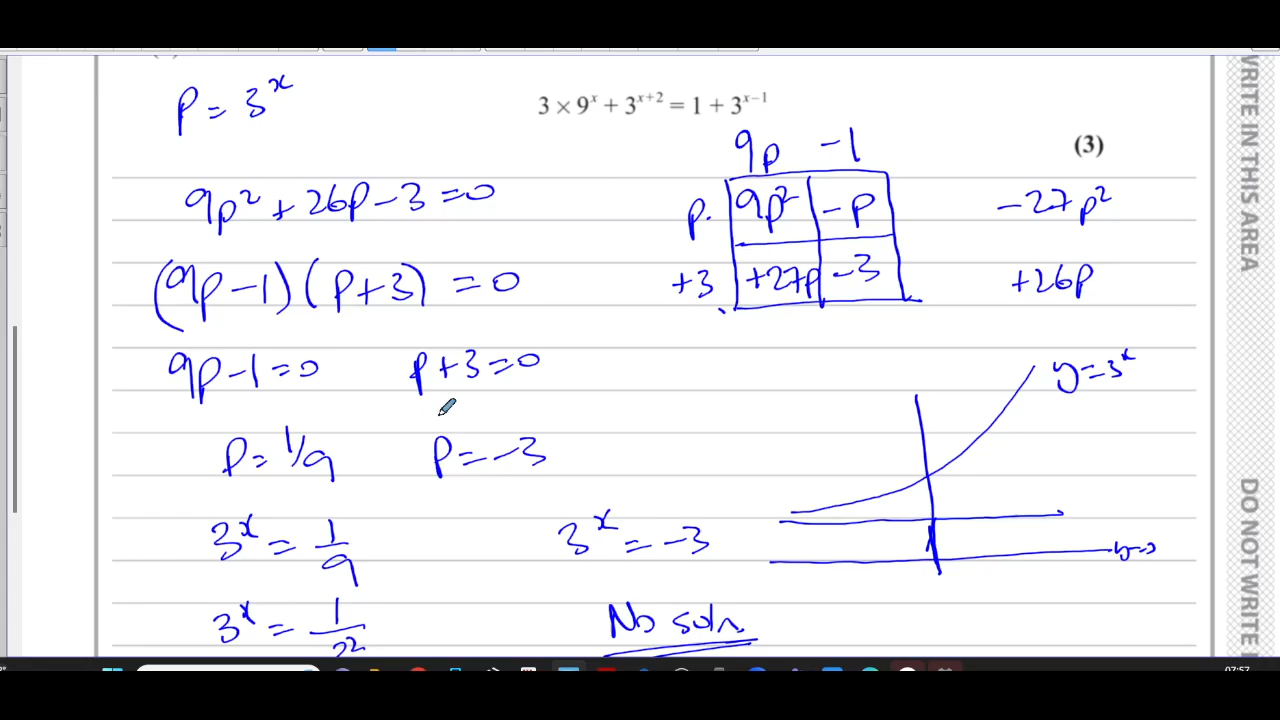 P = 3^x
3 × 9^x + 3^{x+2} = 1 + 3^{x−1}
(3)
9p -1
9p² + 26p - 3 = 0
p. 9p² -p
-27p²
(9p - 1)(p + 3) = 0
+3 +27p -3
+26p
9p - 1 = 0 p + 3 = 0
y = 3^x
P = 1/9 P = -3
3^x = 1/9 3^x = -3
3^x = 1/3²
No soln.
WRITE IN THIS AREA
DO NOT WRITE
07:57